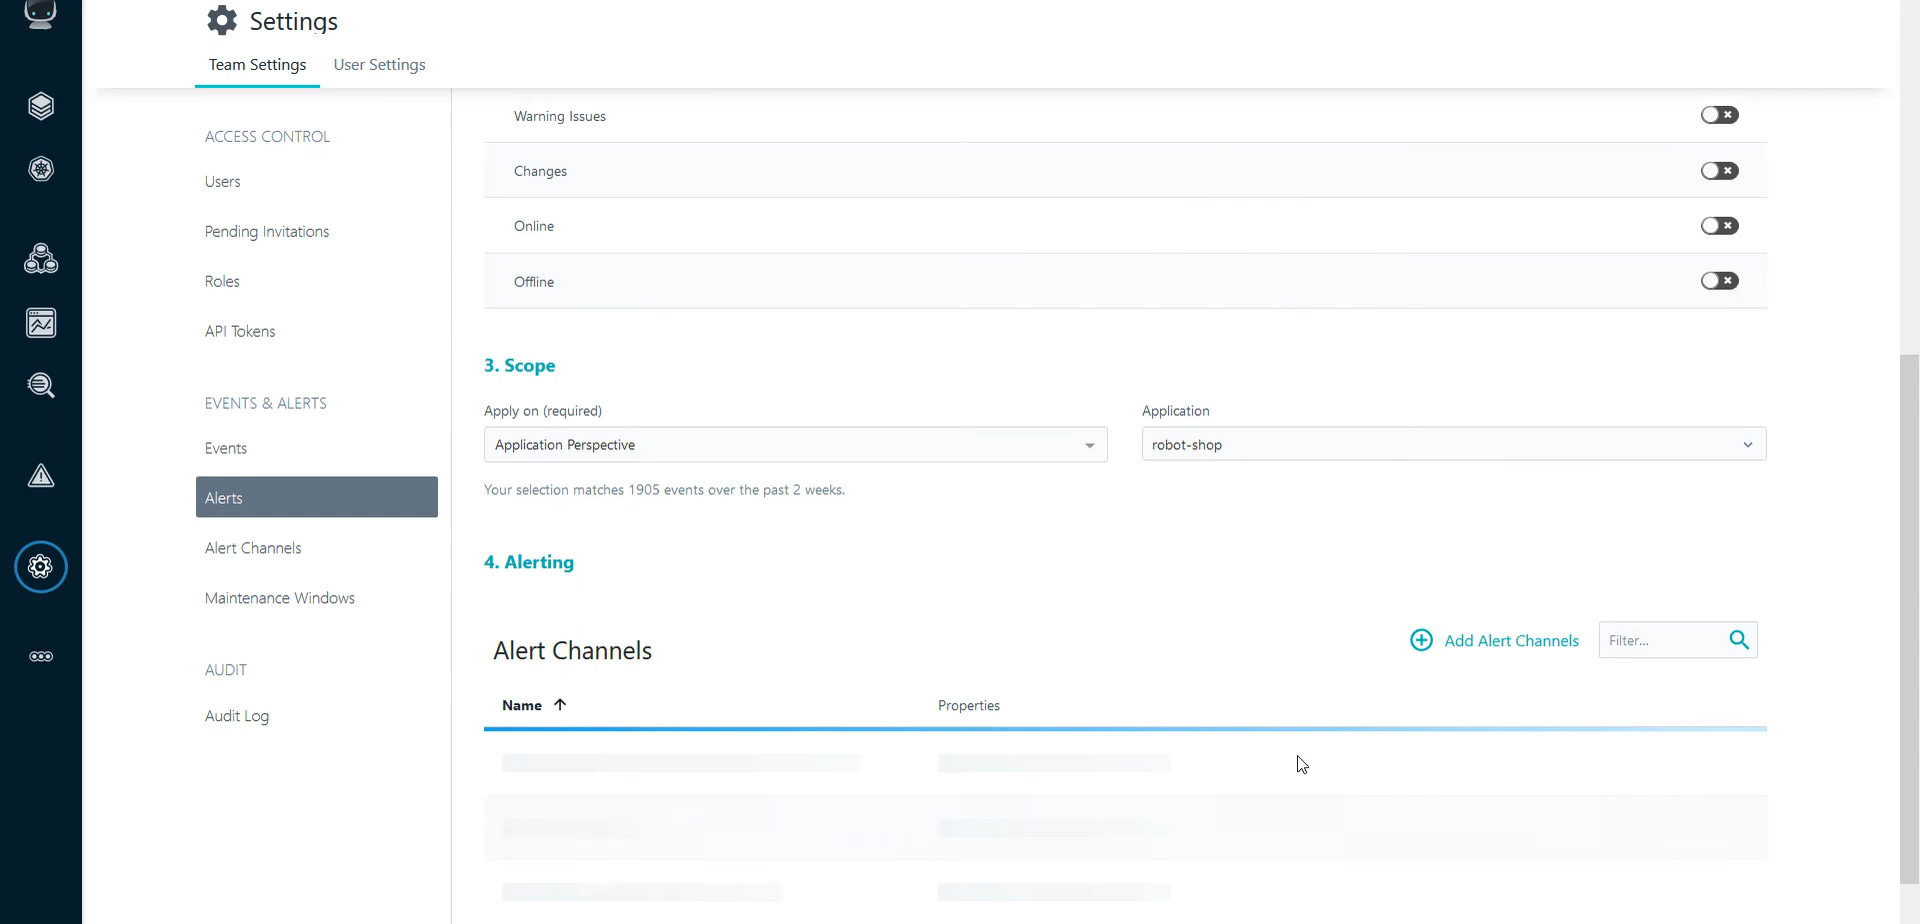 Settings
Team Settings
User Settings
ACCESS CONTROL
Users
Pending Invitations
Roles
API Tokens
EVENTS & ALERTS
Events
Alerts
Alert Channels
Maintenance Windows
AUDIT
Audit Log
Warning Issues
Changes
Online
Offline
3. Scope
Apply on (required)
Application
Application Perspective
robot-shop
Your selection matches 1905 events over the past 2 weeks.
4. Alerting
Alert Channels
Add Alert Channels
Filter...
Name
Properties